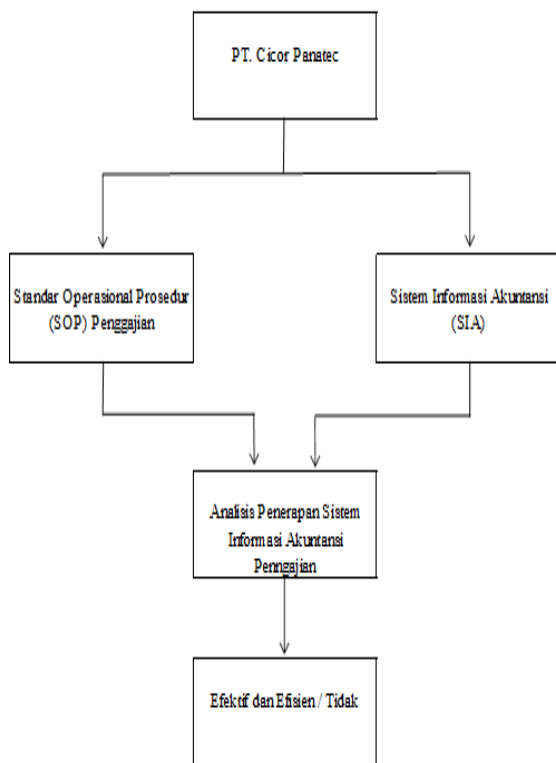 PT. Cicor Panatec
Standar Operasional Prosedur
(SOP) Penggajian
Sistem Informasi Akuntansi
(SIA)
Analisis Penerapan Sistem
Informasi Akuntansi
Penngajian
Efektif dan Efisien / Tidak